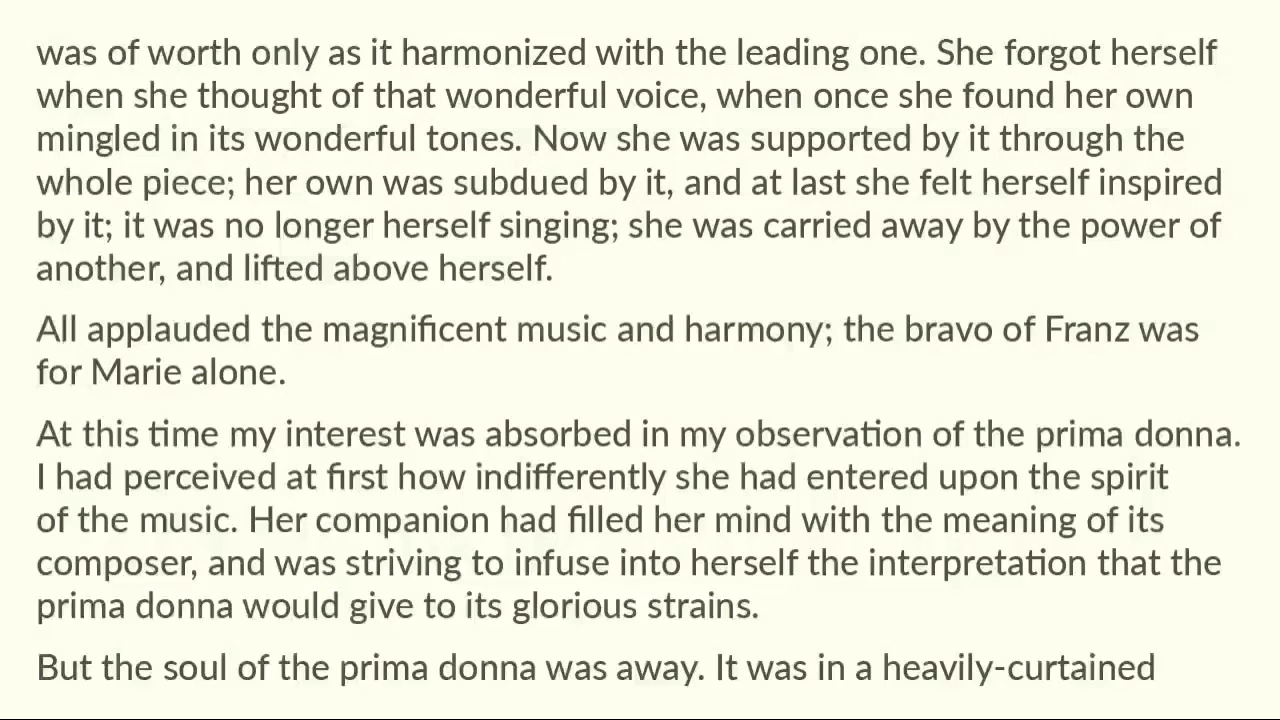 was of worth only as it harmonized with the leading one. She forgot herself
when she thought of that wonderful voice, when once she found her own
mingled in its wonderful tones. Now she was supported by it through the
whole piece; her own was subdued by it, and at last she felt herself inspired
by it; it was no longer herself singing; she was carried away by the power of
another, and lifted above herself.
All applauded the magnificent music and harmony; the bravo of Franz was
for Marie alone.
At this time my interest was absorbed in my observation of the prima donna.
I had perceived at first how indifferently she had entered upon the spirit
of the music. Her companion had filled her mind with the meaning of its
composer, and was striving to infuse into herself the interpretation that the
prima donna would give to its glorious strains.
But the soul of the prima donna was away. It was in a heavily-curtained